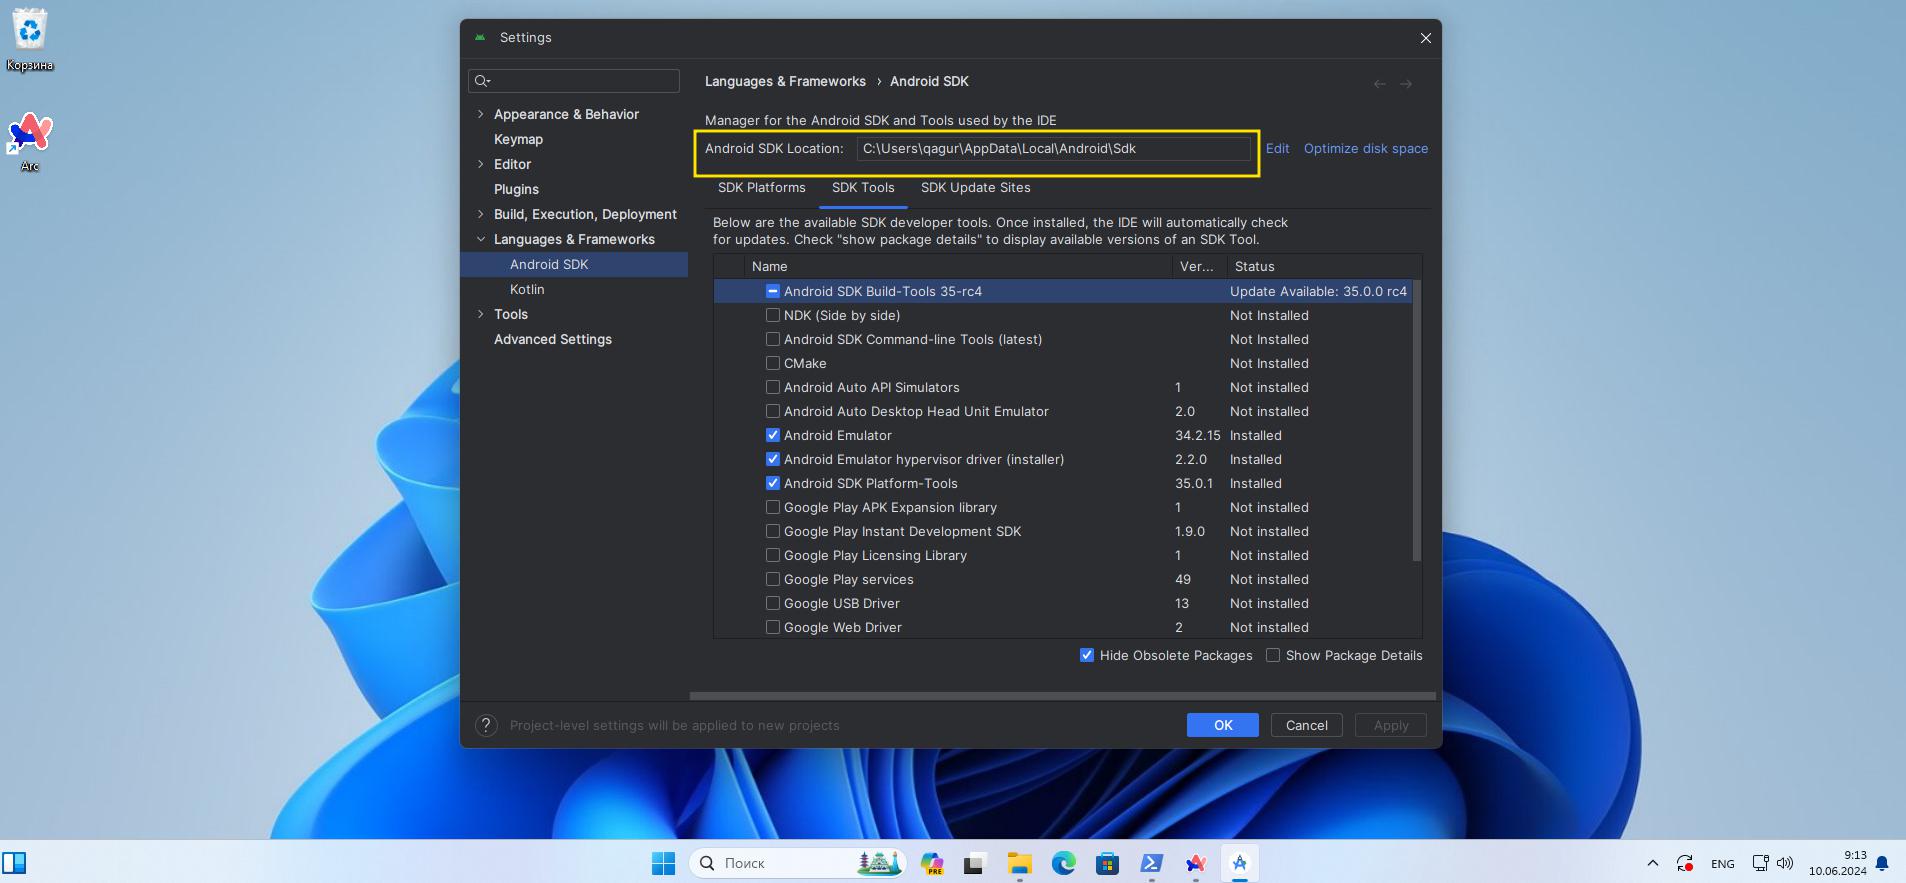 Корзина
Arc
Settings
Languages & Frameworks › Android SDK
Appearance & Behavior
Keymap
Editor
Plugins
Build, Execution, Deployment
Languages & Frameworks
Android SDK
Kotlin
Tools
Advanced Settings
Manager for the Android SDK and Tools used by the IDE
Android SDK Location: C:\Users\qagur\AppData\Local\Android\Sdk Edit Optimize disk space
SDK Platforms SDK Tools SDK Update Sites
Below are the available SDK developer tools. Once installed, the IDE will automatically check
for updates. Check "show package details" to display available versions of an SDK Tool.
Name Ver... Status
Android SDK Build-Tools 35-rc4 Update Available: 35.0.0 rc4
NDK (Side by side) Not Installed
Android SDK Command-line Tools (latest) Not Installed
CMake Not Installed
Android Auto API Simulators 1 Not installed
Android Auto Desktop Head Unit Emulator 2.0 Not installed
Android Emulator 34.2.15 Installed
Android Emulator hypervisor driver (installer) 2.2.0 Installed
Android SDK Platform-Tools 35.0.1 Installed
Google Play APK Expansion library 1 Not installed
Google Play Instant Development SDK 1.9.0 Not installed
Google Play Licensing Library 1 Not installed
Google Play services 49 Not installed
Google USB Driver 13 Not installed
Google Web Driver 2 Not installed
Hide Obsolete Packages Show Package Details
? Project-level settings will be applied to new projects
OK Cancel Apply
Поиск
PRE
ENG
9:13
10.06.2024